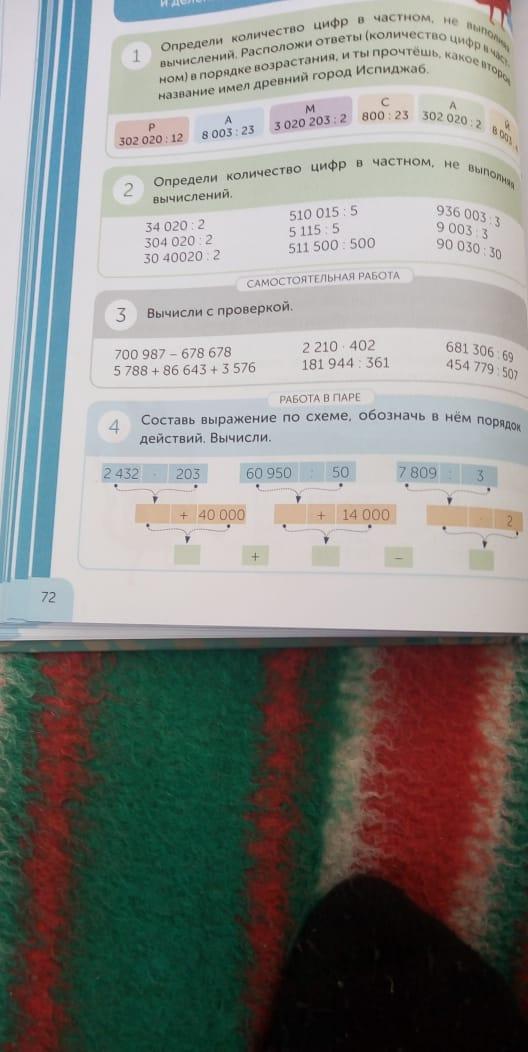 1 Определи количество цифр в частном, не выполняя
вычислений. Расположи ответы (количество цифр в част-
ном) в порядке возрастания, и ты прочтёшь, какое второе
название имел древний город Испиджаб.
Р А М С А Й
302 020 : 12 8 003 : 23 3 020 203 : 2 800 : 23 302 020 : 2 8 003 :
2 Определи количество цифр в частном, не выполняя
вычислений.
34 020 : 2 510 015 : 5 936 003 : 3
304 020 : 2 5 115 : 5 9 003 : 3
30 40020 : 2 511 500 : 500 90 030 : 30
САМОСТОЯТЕЛЬНАЯ РАБОТА
3 Вычисли с проверкой.
700 987 – 678 678 2 210 · 402 681 306 : 69
5 788 + 86 643 + 3 576 181 944 : 361 454 779 : 507
РАБОТА В ПАРЕ
4 Составь выражение по схеме, обозначь в нём порядок
действий. Вычисли.
2 432 · 203 60 950 : 50 7 809 : 3
+ 40 000 + 14 000 · 2
+ –
72